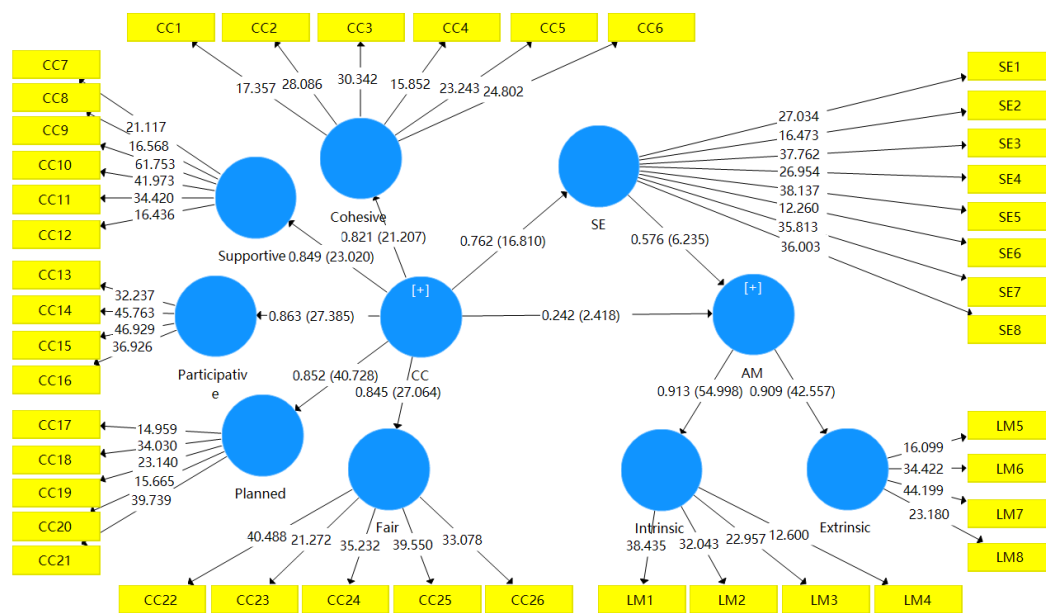 CC1 CC2 CC3 CC4 CC5 CC6
CC7
CC8
CC9
CC10
CC11
CC12
CC13
CC14
CC15
CC16
CC17
CC18
CC19
CC20
CC21
17.357 28.086 30.342 15.852 23.243 24.802
21.117
16.568
61.753
41.973
34.420
16.436
Cohesive
0.821 (21.207)
Supportive 0.849 (23.020)
32.237
45.763
46.929
36.926
Participativ
e
0.863 (27.385)
[+]
CC
0.852 (40.728)
0.845 (27.064)
14.959
34.030
23.140
15.665
39.739
Planned
Fair
40.488 21.272 35.232 39.550 33.078
CC22 CC23 CC24 CC25 CC26
0.762 (16.810)
SE
0.576 (6.235)
0.242 (2.418)
[+]
AM
27.034
16.473
37.762
26.954
38.137
12.260
35.813
36.003
SE1
SE2
SE3
SE4
SE5
SE6
SE7
SE8
0.913 (54.998) 0.909 (42.557)
Intrinsic
Extrinsic
38.435 32.043 22.957 12.600
LM1 LM2 LM3 LM4
16.099
34.422
44.199
23.180
LM5
LM6
LM7
LM8